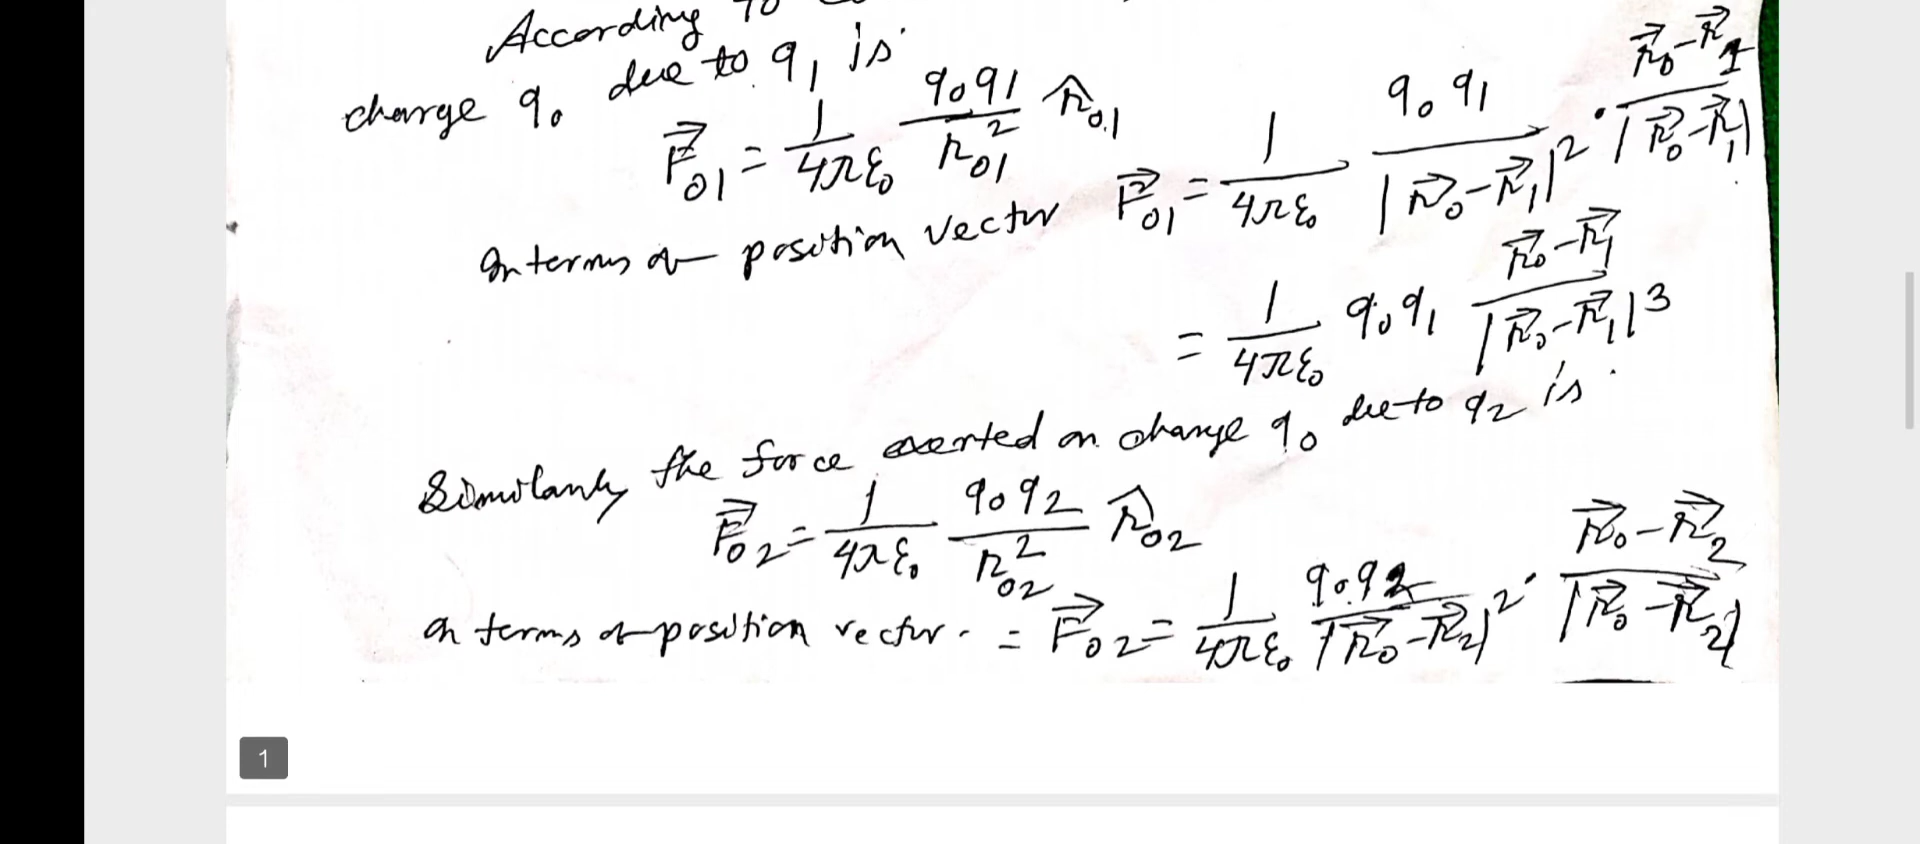 According to
charge q₀ due to q₁ is
F⃗₀₁ = 1/4πε₀ q₀q₁/r₀₁² r̂₀₁
In terms of position vector F⃗₀₁ = 1/4πε₀ q₀q₁/|r⃗₀-r⃗₁|² · r⃗₀-r⃗₁/|r⃗₀-r⃗₁|
= 1/4πε₀ q₀q₁ r⃗₀-r⃗₁/|r⃗₀-r⃗₁|³
Similarly the force exerted on charge q₀ due to q₂ is
F⃗₀₂ = 1/4πε₀ q₀q₂/r₀₂² r̂₀₂
In terms of position vector. = F⃗₀₂ = 1/4πε₀ q₀q₂/|r⃗₀-r⃗₂|² · r⃗₀-r⃗₂/|r⃗₀-r⃗₂|
1